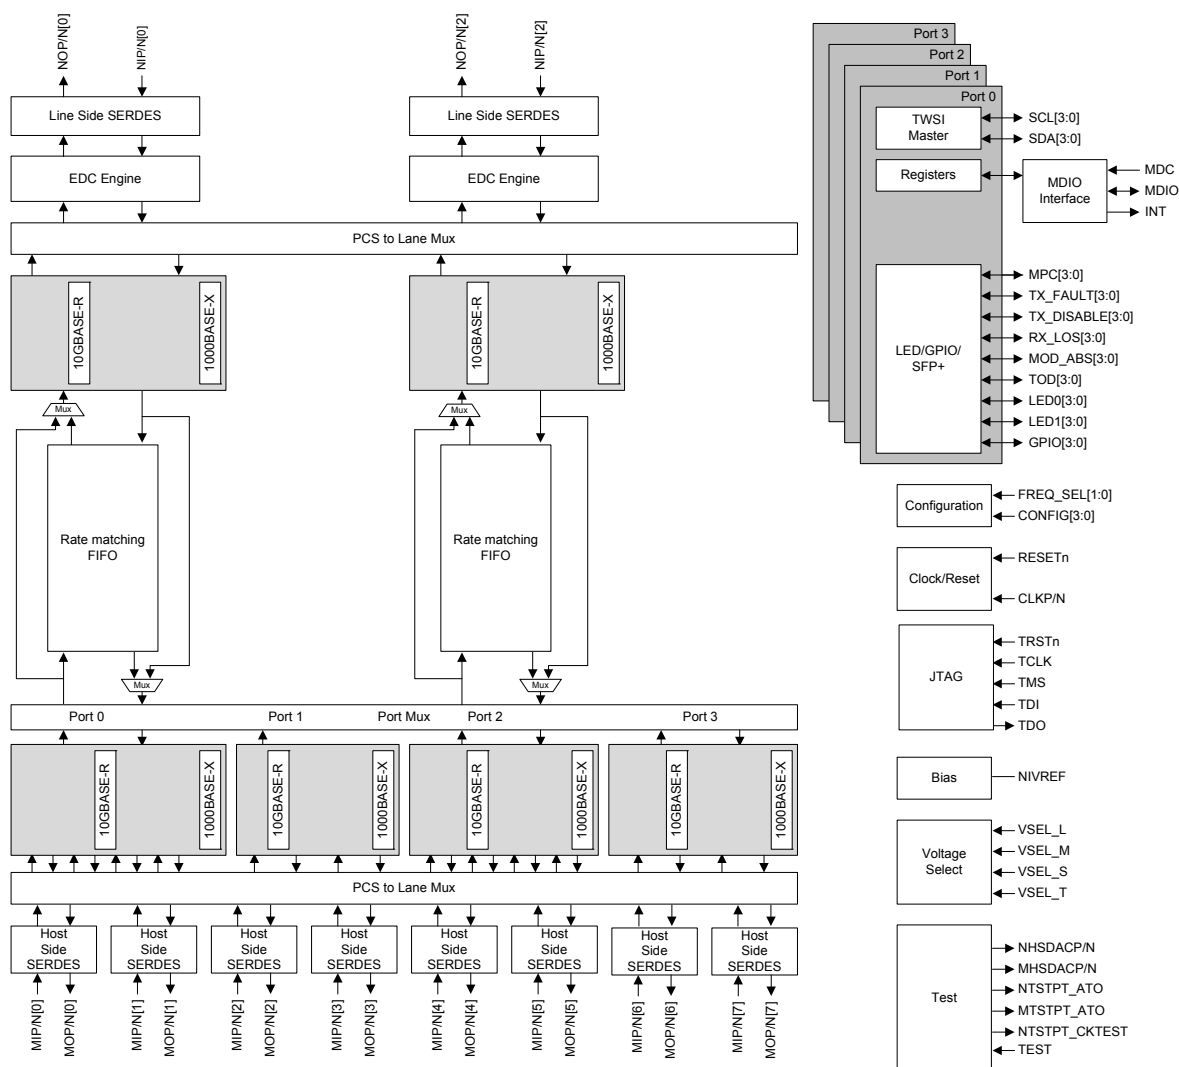 NOP/N[0]
NIP/N[0]
NOP/N[2]
NIP/N[2]
Line Side SERDES
Line Side SERDES
EDC Engine
EDC Engine
PCS to Lane Mux
10GBASE-R
1000BASE-X
10GBASE-R
1000BASE-X
Mux
Mux
Rate matching
FIFO
Rate matching
FIFO
Mux
Mux
Port 0
Port 1
Port Mux
Port 2
Port 3
10GBASE-R
1000BASE-X
10GBASE-R
1000BASE-X
10GBASE-R
1000BASE-X
10GBASE-R
1000BASE-X
PCS to Lane Mux
Host
Side
SERDES
Host
Side
SERDES
Host
Side
SERDES
Host
Side
SERDES
Host
Side
SERDES
Host
Side
SERDES
Host
Side
SERDES
Host
Side
SERDES
MIP/N[0]
MOP/N[0]
MIP/N[1]
MOP/N[1]
MIP/N[2]
MOP/N[2]
MIP/N[3]
MOP/N[3]
MIP/N[4]
MOP/N[4]
MIP/N[5]
MOP/N[5]
MIP/N[6]
MOP/N[6]
MIP/N[7]
MOP/N[7]
Port 3
Port 2
Port 1
Port 0
TWSI
Master
SCL[3:0]
SDA[3:0]
Registers
MDIO
Interface
MDC
MDIO
INT
LED/GPIO/
SFP+
MPC[3:0]
TX_FAULT[3:0]
TX_DISABLE[3:0]
RX_LOS[3:0]
MOD_ABS[3:0]
TOD[3:0]
LED0[3:0]
LED1[3:0]
GPIO[3:0]
Configuration
FREQ_SEL[1:0]
CONFIG[3:0]
Clock/Reset
RESETn
CLKP/N
JTAG
TRSTn
TCLK
TMS
TDI
TDO
Bias
NIVREF
Voltage
Select
VSEL_L
VSEL_M
VSEL_S
VSEL_T
Test
NHSDACP/N
MHSDACP/N
NTSTPT_ATO
MTSTPT_ATO
NTSTPT_CKTEST
TEST